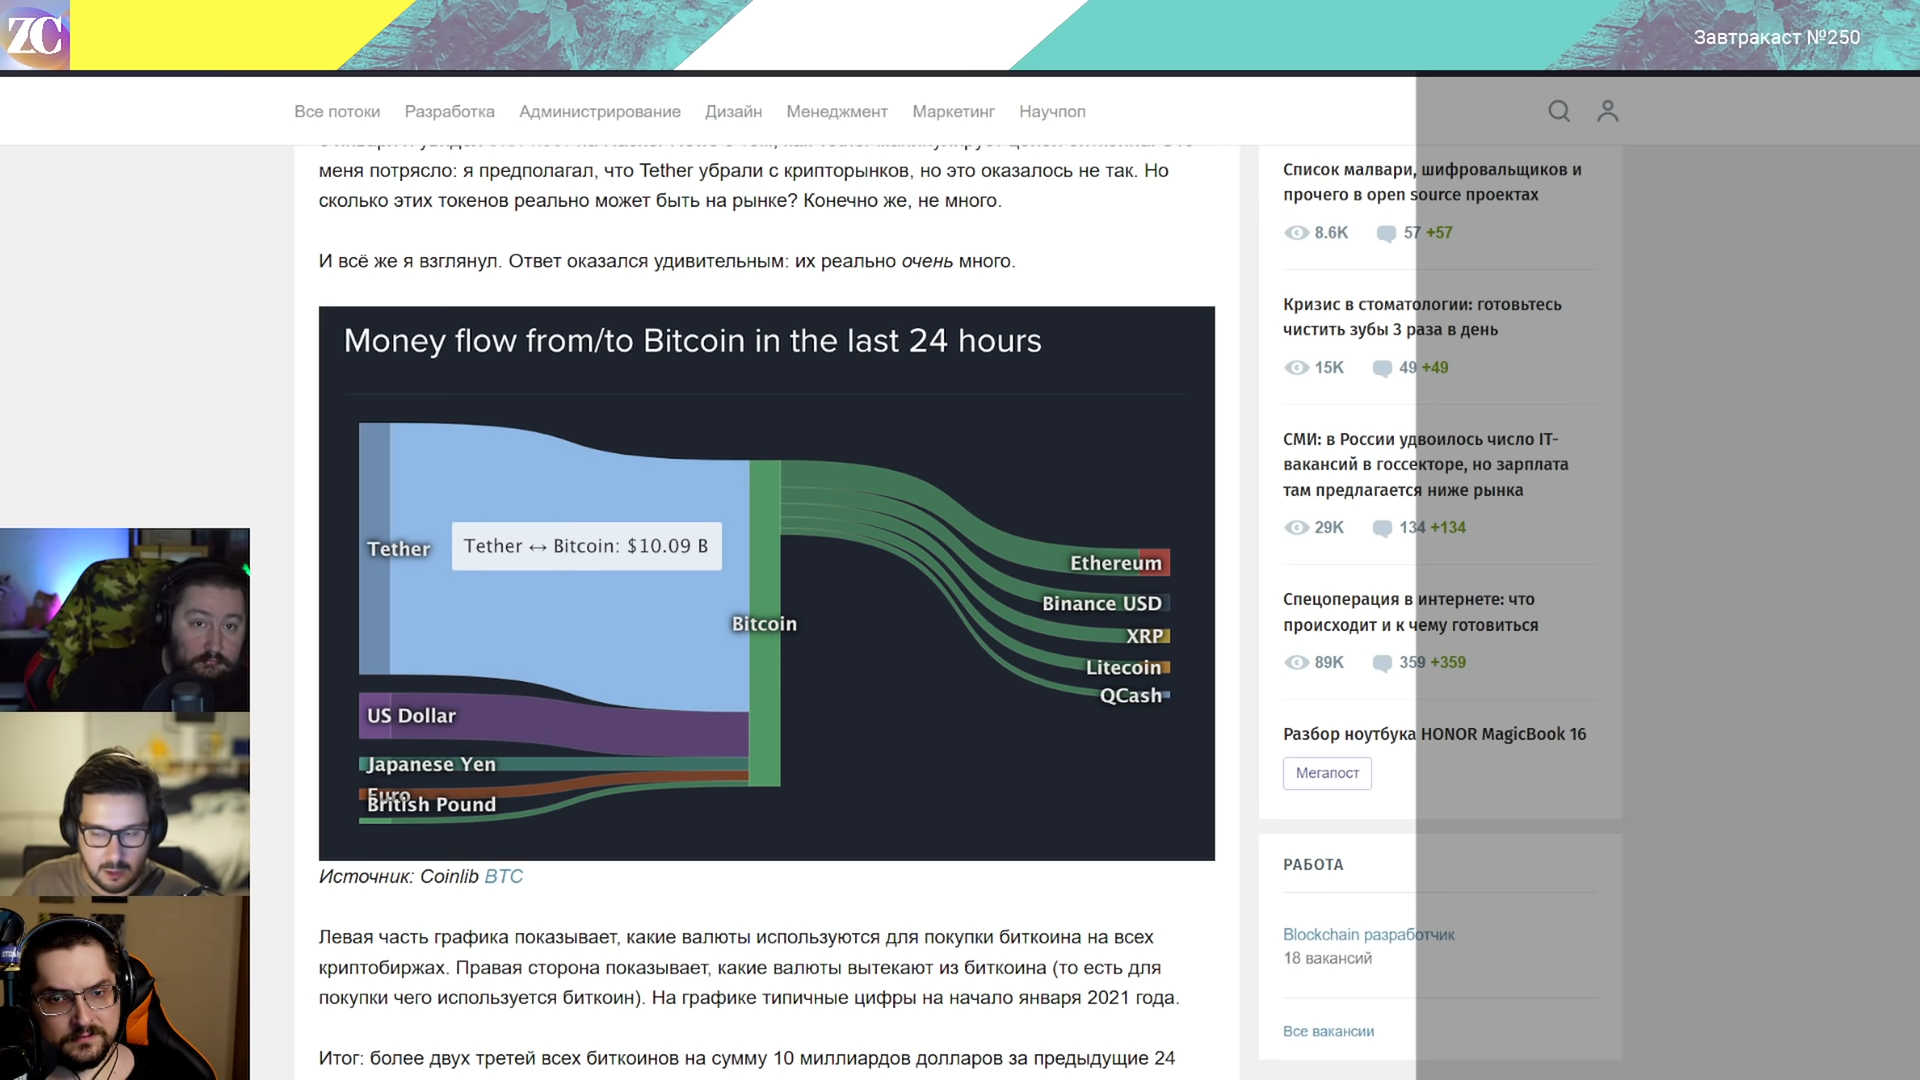 ZC
Завтракаст №250
Все потоки Разработка Администрирование Дизайн Менеджмент Маркетинг Научпоп
меня потрясло: я предполагал, что Tether убрали с крипторынков, но это оказалось не так. Но
сколько этих токенов реально может быть на рынке? Конечно же, не много.
И всё же я взглянул. Ответ оказался удивительным: их реально очень много.
Money flow from/to Bitcoin in the last 24 hours
Tether
Tether ↔ Bitcoin: $10.09 B
Bitcoin
US Dollar
Japanese Yen
Euro
British Pound
Ethereum
Binance USD
XRP
Litecoin
QCash
Источник: Coinlib BTC
Левая часть графика показывает, какие валюты используются для покупки биткоина на всех
криптобиржах. Правая сторона показывает, какие валюты вытекают из биткоина (то есть для
покупки чего используется биткоин). На графике типичные цифры на начало января 2021 года.
Итог: более двух третей всех биткоинов на сумму 10 миллиардов долларов за предыдущие 24
Список малвари, шифровальщиков и
прочего в open source проектах
8.6K 57 +57
Кризис в стоматологии: готовьтесь
чистить зубы 3 раза в день
15K 49 +49
СМИ: в России удвоилось число IT-
вакансий в госсекторе, но зарплата
там предлагается ниже рынка
29K 134 +134
Спецоперация в интернете: что
происходит и к чему готовиться
89K 359 +359
Разбор ноутбука HONOR MagicBook 16
Мегапост
РАБОТА
Blockchain разработчик
18 вакансий
Все вакансии